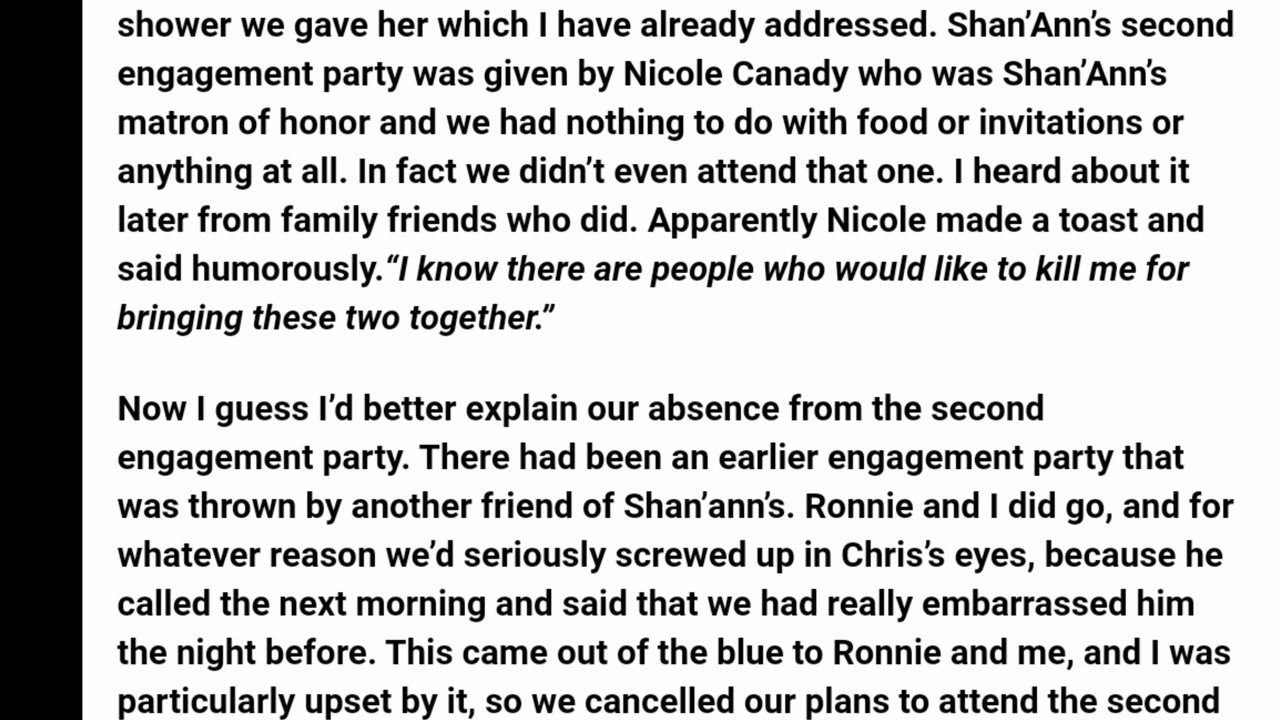 shower we gave her which I have already addressed. Shan’Ann’s second
engagement party was given by Nicole Canady who was Shan’Ann’s
matron of honor and we had nothing to do with food or invitations or
anything at all. In fact we didn’t even attend that one. I heard about it
later from family friends who did. Apparently Nicole made a toast and
said humorously.“I know there are people who would like to kill me for
bringing these two together.”
Now I guess I’d better explain our absence from the second
engagement party. There had been an earlier engagement party that
was thrown by another friend of Shan’ann’s. Ronnie and I did go, and for
whatever reason we’d seriously screwed up in Chris’s eyes, because he
called the next morning and said that we had really embarrassed him
the night before. This came out of the blue to Ronnie and me, and I was
particularly upset by it, so we cancelled our plans to attend the second